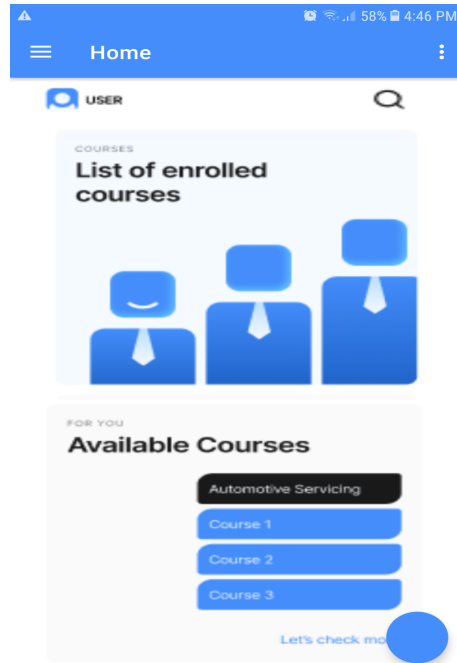 58% 4:46 PM
Home
USER
COURSES
List of enrolled
courses
FOR YOU
Available Courses
Automotive Servicing
Course 1
Course 2
Course 3
Let's check mo